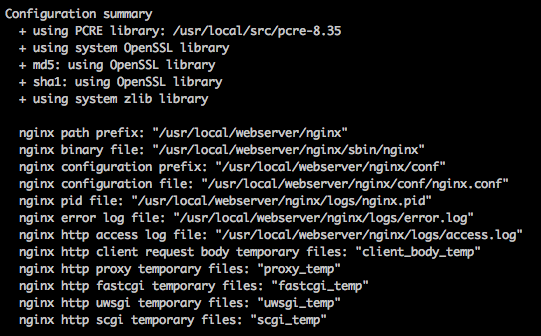 Configuration summary
+ using PCRE library: /usr/local/src/pcre-8.35
+ using system OpenSSL library
+ md5: using OpenSSL library
+ sha1: using OpenSSL library
+ using system zlib library
nginx path prefix: "/usr/local/webserver/nginx"
nginx binary file: "/usr/local/webserver/nginx/sbin/nginx"
nginx configuration prefix: "/usr/local/webserver/nginx/conf"
nginx configuration file: "/usr/local/webserver/nginx/conf/nginx.conf"
nginx pid file: "/usr/local/webserver/nginx/logs/nginx.pid"
nginx error log file: "/usr/local/webserver/nginx/logs/error.log"
nginx http access log file: "/usr/local/webserver/nginx/logs/access.log"
nginx http client request body temporary files: "client_body_temp"
nginx http proxy temporary files: "proxy_temp"
nginx http fastcgi temporary files: "fastcgi_temp"
nginx http uwsgi temporary files: "uwsgi_temp"
nginx http scgi temporary files: "scgi_temp"